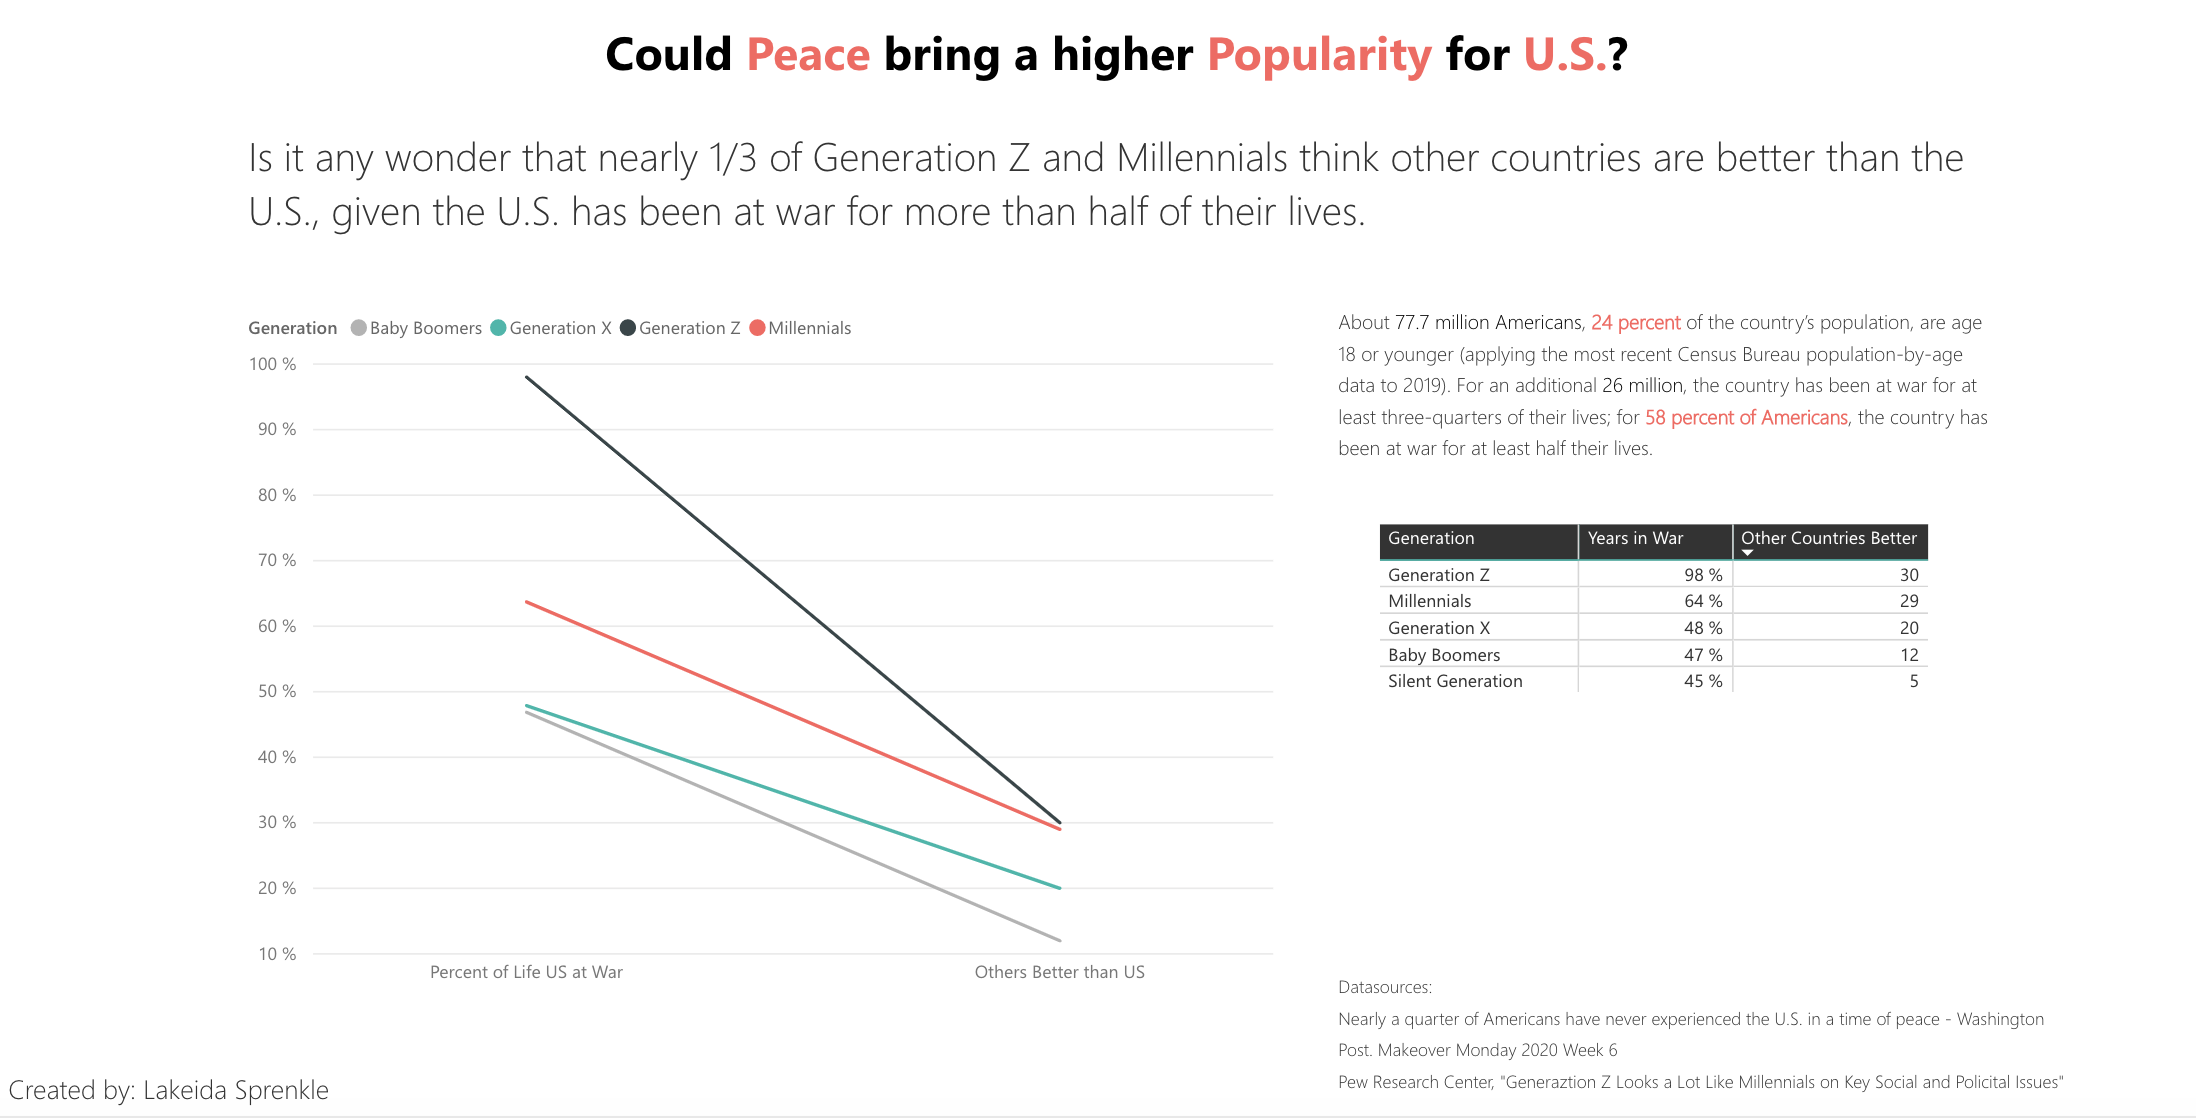 Could Peace bring a higher Popularity for U.S.?
Is it any wonder that nearly 1/3 of Generation Z and Millennials think other countries are better than the
U.S., given the U.S. has been at war for more than half of their lives.
Generation Baby Boomers Generation X Generation Z Millennials
100 %
90 %
80 %
70 %
60 %
50 %
40 %
30 %
20 %
10 %
Percent of Life US at War Others Better than US
About 77.7 million Americans, 24 percent of the country's population, are age
18 or younger (applying the most recent Census Bureau population-by-age
data to 2019). For an additional 26 million, the country has been at war for at
least three-quarters of their lives; for 58 percent of Americans, the country has
been at war for at least half their lives.
Generation Years in War Other Countries Better
Generation Z 98 % 30
Millennials 64 % 29
Generation X 48 % 20
Baby Boomers 47 % 12
Silent Generation 45 % 5
Datasources:
Nearly a quarter of Americans have never experienced the U.S. in a time of peace - Washington
Post. Makeover Monday 2020 Week 6
Pew Research Center, "Generaztion Z Looks a Lot Like Millennials on Key Social and Policital Issues"
Created by: Lakeida Sprenkle